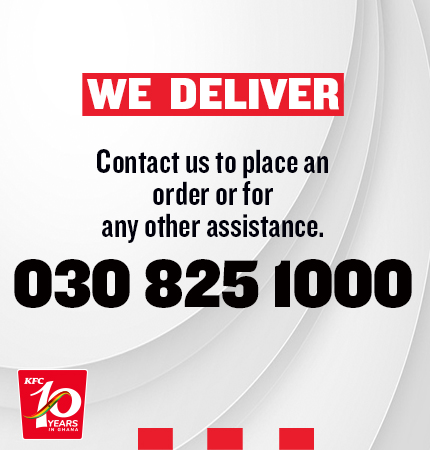 WE DELIVER
Contact us to place an
order or for
any other assistance.
030 825 1000
KFC
10
YEARS
IN GHANA